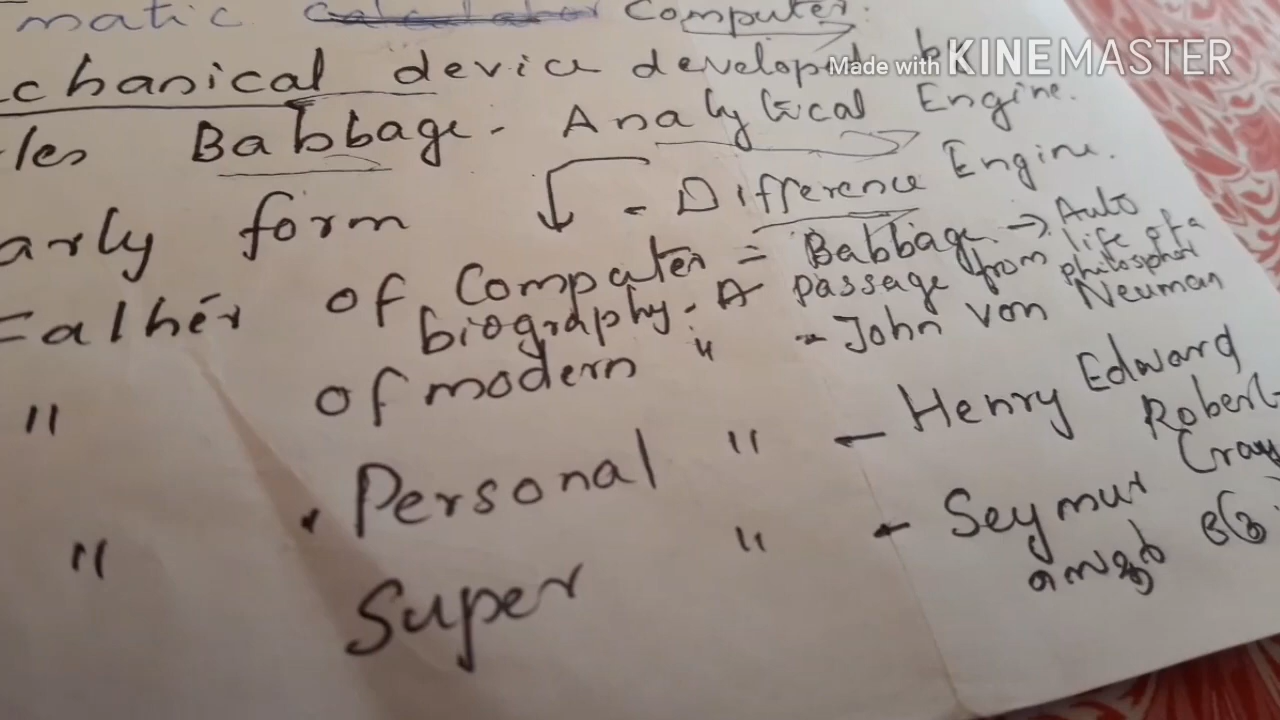 matic Computer.
Made with KINEMASTER
chanical device developed by
les Babbage - Analytical Engine.
arly form - Difference Engine.
Father of Computer = Babbage → Auto
biography. A passage from life of a
philosphor
" of modern " - John von Neuman
Personal " - Henry Edward
Robert
" Super " - Seymur Cray